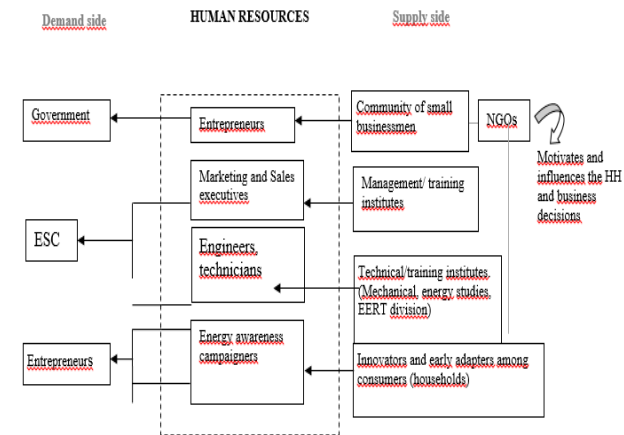 Demand side
HUMAN RESOURCES
Supply side
Government
Entrepreneurs
Community of small
businessmen
NGOs
Motivates and
influences the HH
and business
decisions
Marketing and Sales
executives
Management/ training
institutes
ESC
Engineers,
technicians
Technical/training institutes,
(Mechanical, energy studies,
EERT division)
Entrepreneurs
Energy awareness
campaigners
Innovators and early adapters among
consumers (households)